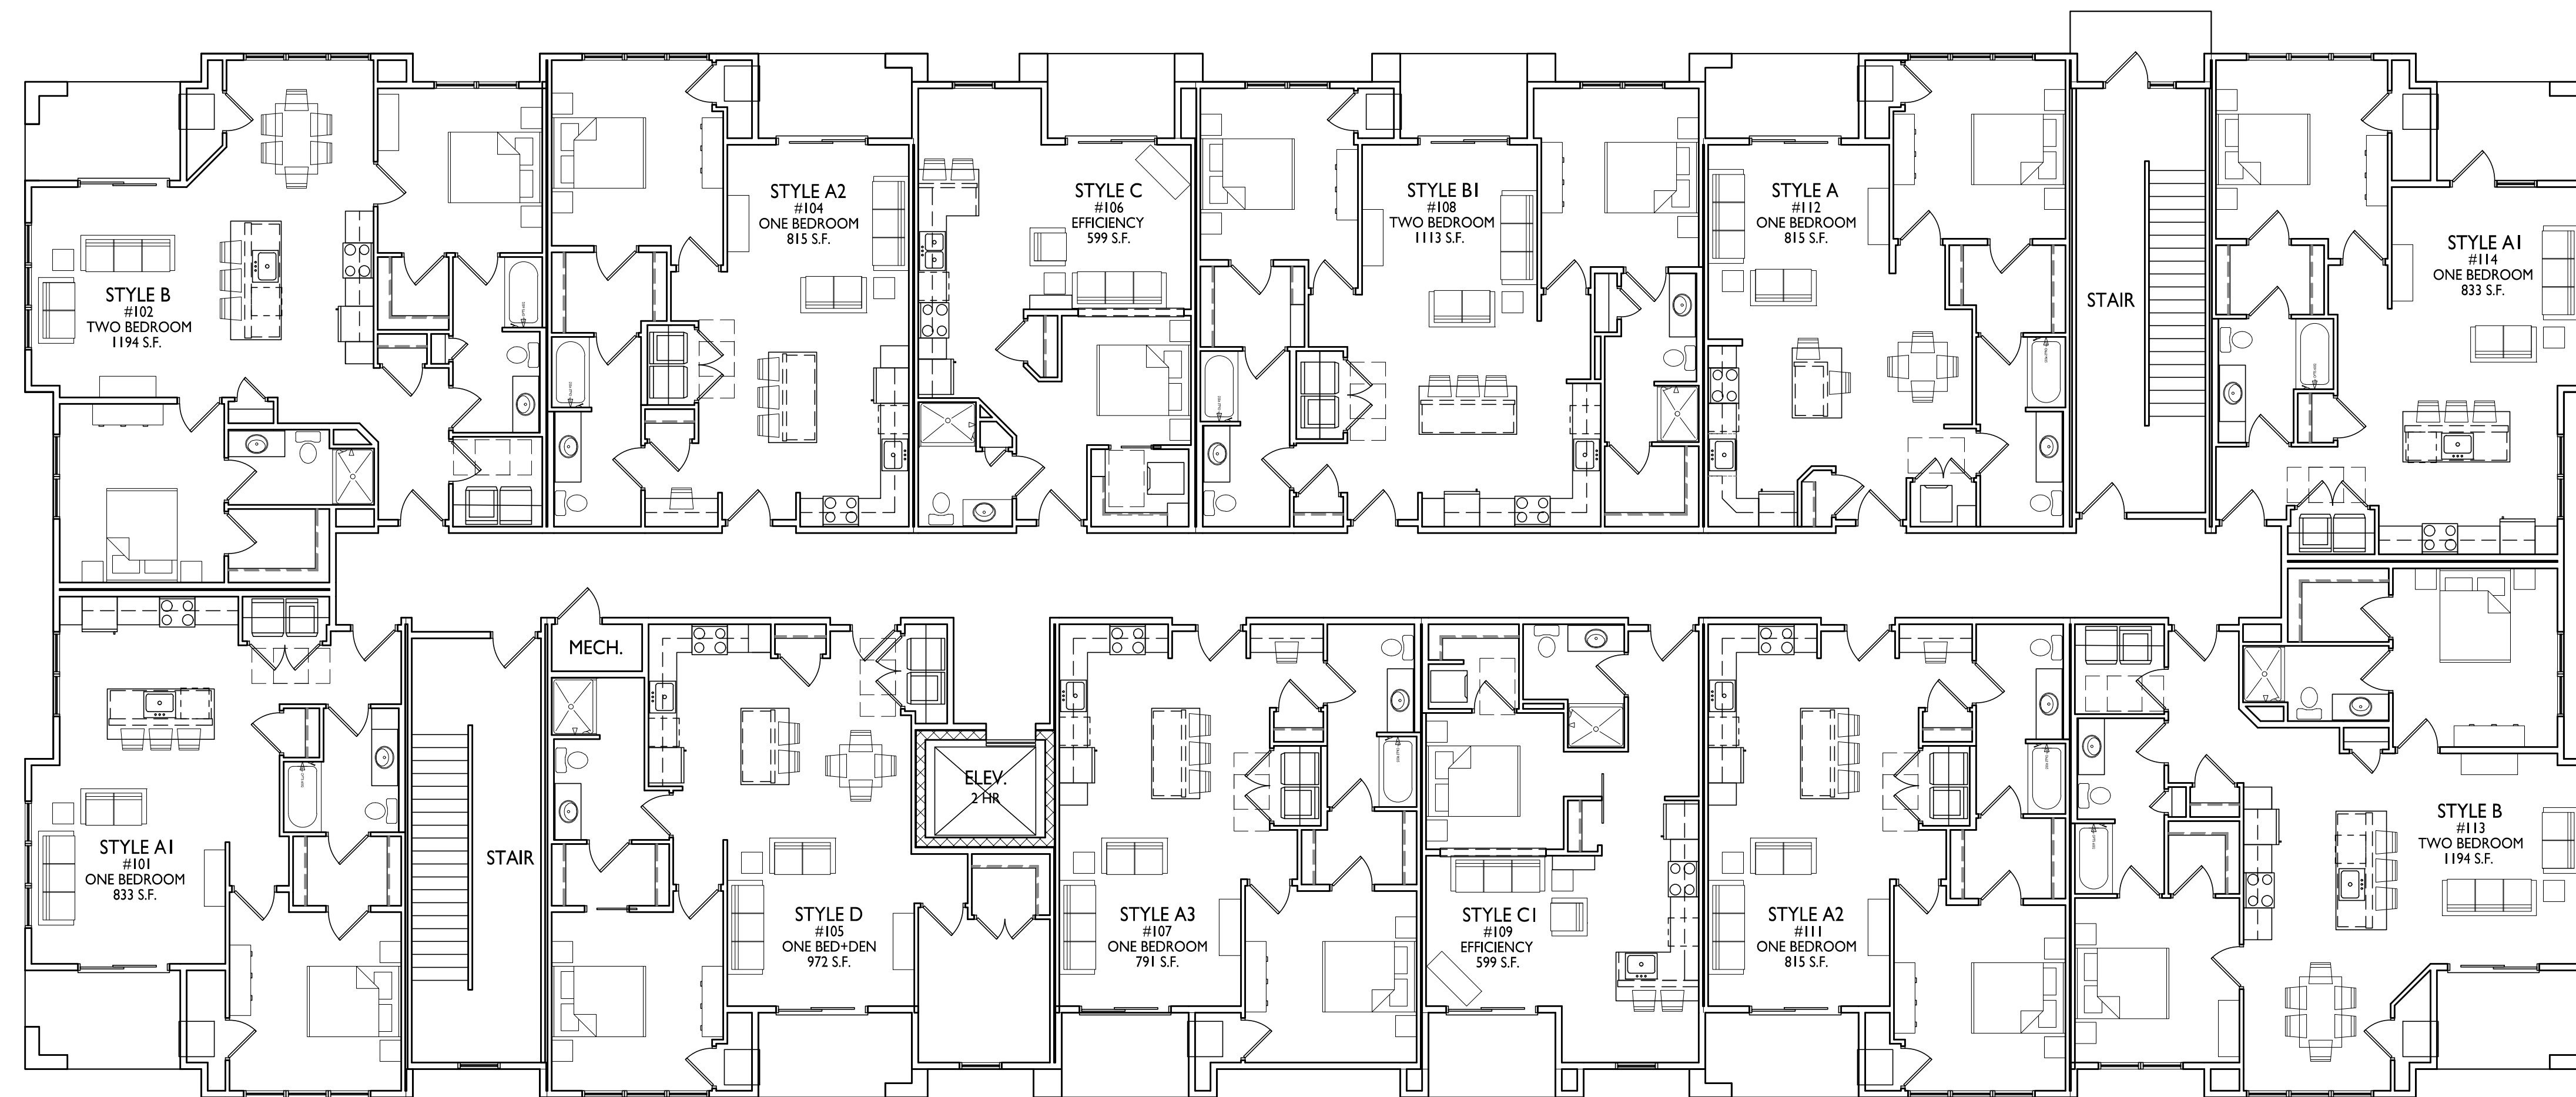 STYLE B
#102
TWO BEDROOM
1194 S.F.
STYLE A2
#104
ONE BEDROOM
815 S.F.
STYLE C
#106
EFFICIENCY
599 S.F.
STYLE B1
#108
TWO BEDROOM
1113 S.F.
STYLE A
#112
ONE BEDROOM
815 S.F.
STAIR
STYLE A1
#114
ONE BEDROOM
833 S.F.
STYLE A1
#101
ONE BEDROOM
833 S.F.
STAIR
MECH.
STYLE D
#105
ONE BED+DEN
972 S.F.
ELEV.
2 HR
STYLE A3
#107
ONE BEDROOM
791 S.F.
STYLE C1
#109
EFFICIENCY
599 S.F.
STYLE A2
#111
ONE BEDROOM
815 S.F.
STYLE B
#113
TWO BEDROOM
1194 S.F.